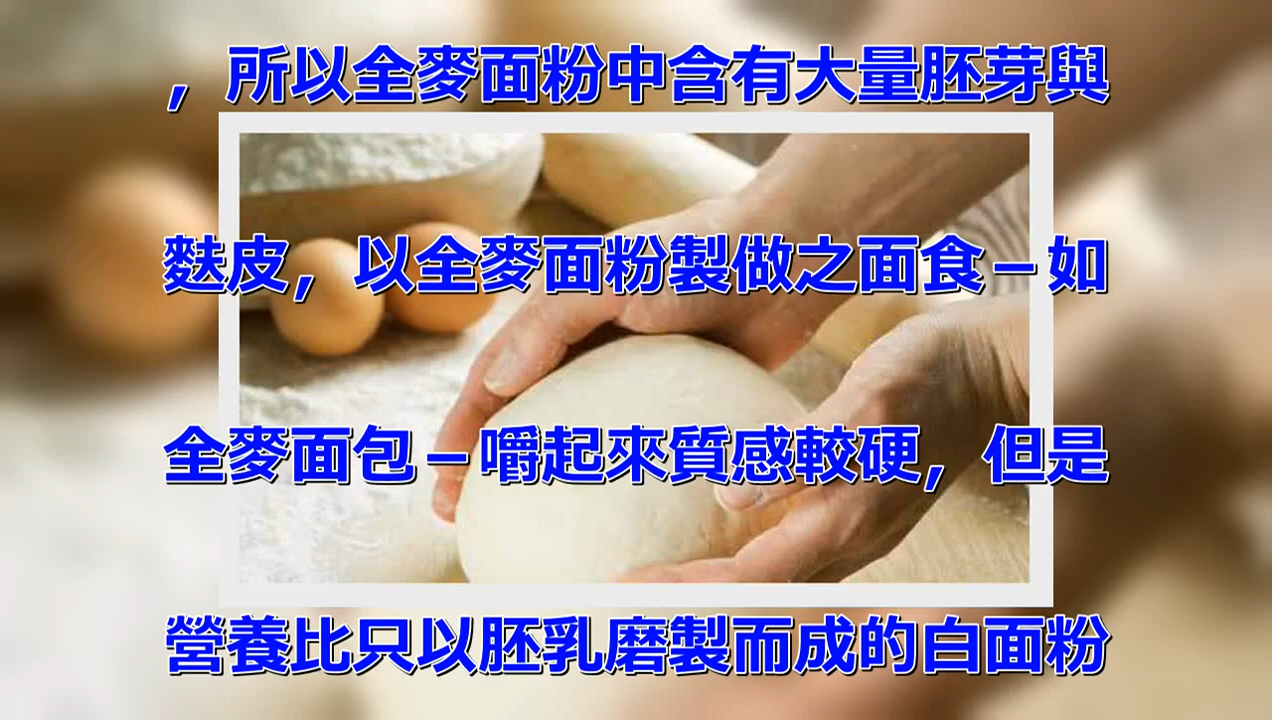 ，所以全麥面粉中含有大量胚芽與
麩皮，以全麥面粉製做之面食－如
全麥面包－嚼起來質感較硬，但是
營養比只以胚乳磨製而成的白面粉